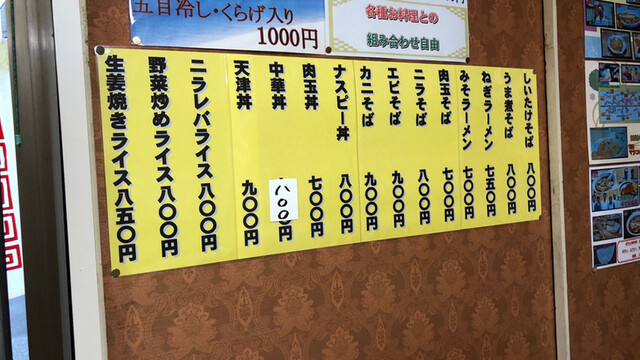 五目冷し・くらげ入り
1000円
各種お料理との
組み合わせ自由
しいたけそば 八〇〇円
うま煮そば 八〇〇円
ねぎラーメン 七五〇円
みそラーメン 七〇〇円
肉玉そば 七〇〇円
ニラそば 八〇〇円
エビそば 九〇〇円
カニそば 九〇〇円
ナスピー丼 八〇〇円
肉玉丼 七〇〇円
中華丼 八〇〇円
天津丼 九〇〇円
ニラレバライス 八〇〇円
野菜炒めライス 八〇〇円
生姜焼きライス 八五〇円